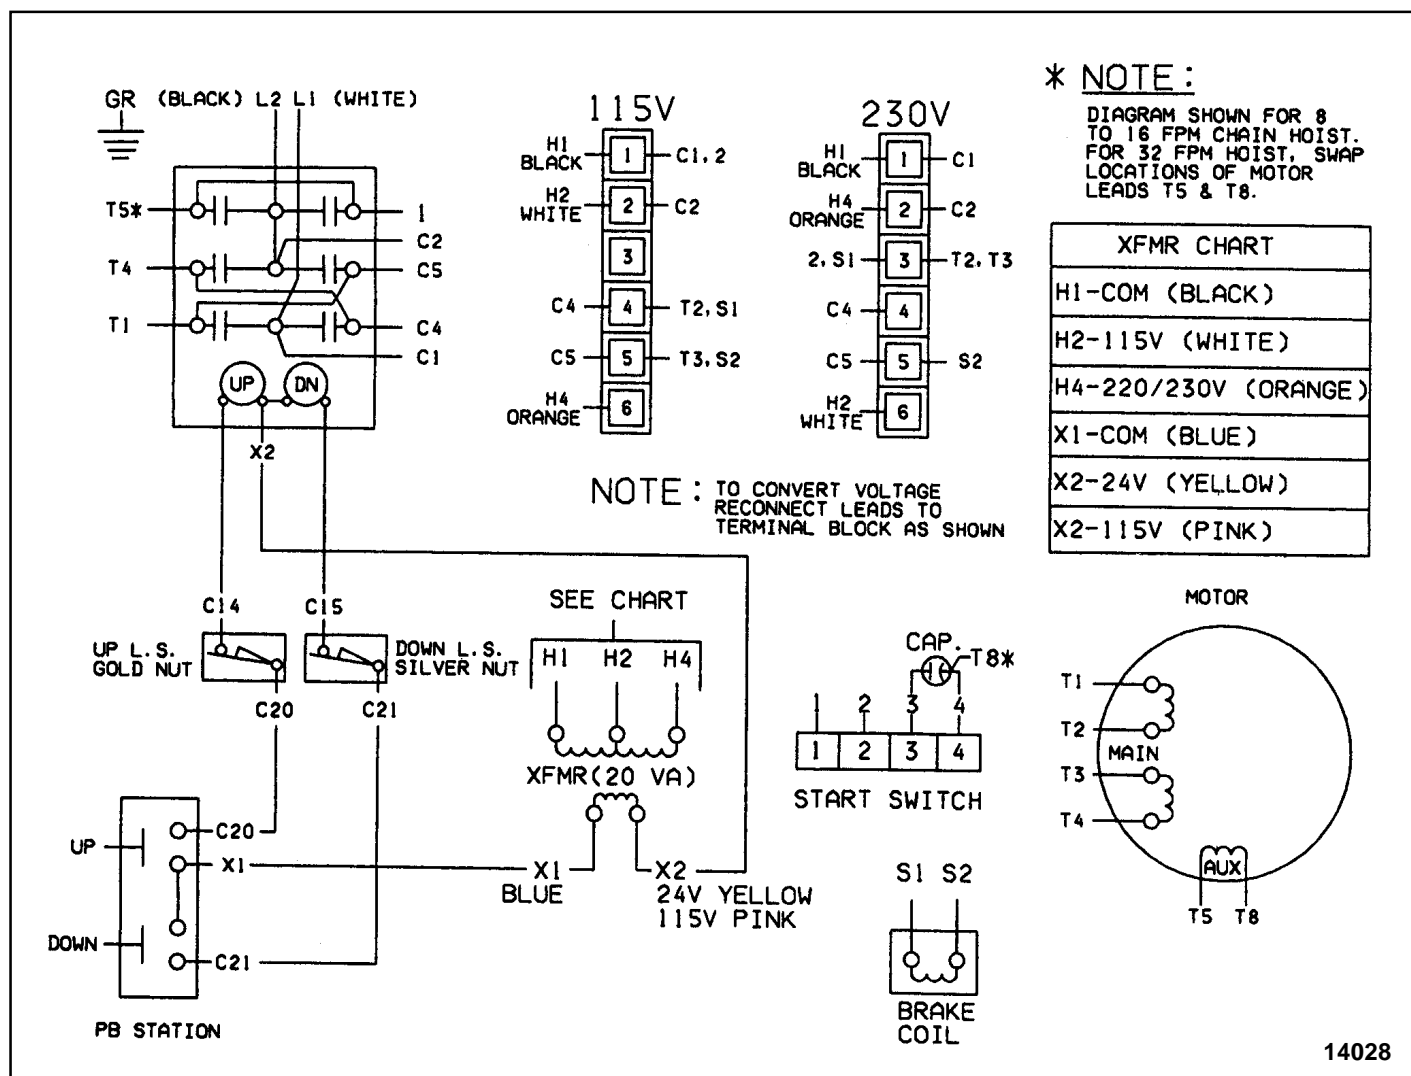 GR (BLACK) L2 L1 (WHITE)
T5* 1
C2
T4 C5
T1 C4
C1
UP DN
X2
115V
H1
BLACK 1 C1,2
H2
WHITE 2 C2
3
C4 4 T2,S1
C5 5 T3,S2
H4
ORANGE 6
230V
H1
BLACK 1 C1
H4
ORANGE 2 C2
2,S1 3 T2,T3
C4 4
C5 5 S2
H2
WHITE 6
NOTE: TO CONVERT VOLTAGE
RECONNECT LEADS TO
TERMINAL BLOCK AS SHOWN
* NOTE:
DIAGRAM SHOWN FOR 8
TO 16 FPM CHAIN HOIST.
FOR 32 FPM HOIST, SWAP
LOCATIONS OF MOTOR
LEADS T5 & T8.
XFMR CHART
H1-COM (BLACK)
H2-115V (WHITE)
H4-220/230V (ORANGE)
X1-COM (BLUE)
X2-24V (YELLOW)
X2-115V (PINK)
C14 C15
UP L.S.
GOLD NUT
DOWN L.S.
SILVER NUT
C20 C21
SEE CHART
H1 H2 H4
XFMR(20 VA)
X1
BLUE
X2
24V YELLOW
115V PINK
UP C20
X1
DOWN C21
PB STATION
CAP. T8*
1 2 3 4
1 2 3 4
START SWITCH
S1 S2
BRAKE
COIL
MOTOR
T1
T2
MAIN
T3
T4
AUX
T5 T8
14028